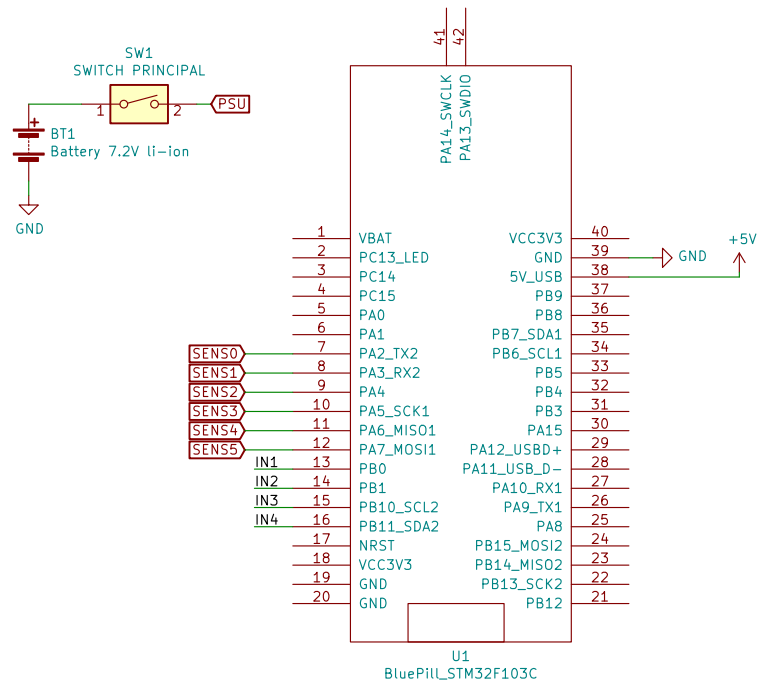 41
42
SW1
SWITCH PRINCIPAL
1
2
PSU
+
BT1
Battery 7.2V li-ion
GND
PA14_SWCLK
PA13_SWDIO
1 VBAT VCC3V3 40
2 PC13_LED GND 39 GND
+5V
3 PC14 5V_USB 38
4 PC15 PB9 37
5 PA0 PB8 36
6 PA1 PB7_SDA1 35
SENS0 7 PA2_TX2 PB6_SCL1 34
SENS1 8 PA3_RX2 PB5 33
SENS2 9 PA4 PB4 32
SENS3 10 PA5_SCK1 PB3 31
SENS4 11 PA6_MISO1 PA15 30
SENS5 12 PA7_MOSI1 PA12_USBD+ 29
IN1 13 PB0 PA11_USB_D- 28
IN2 14 PB1 PA10_RX1 27
IN3 15 PB10_SCL2 PA9_TX1 26
IN4 16 PB11_SDA2 PA8 25
17 NRST PB15_MOSI2 24
18 VCC3V3 PB14_MISO2 23
19 GND PB13_SCK2 22
20 GND PB12 21
U1
BluePill_STM32F103C